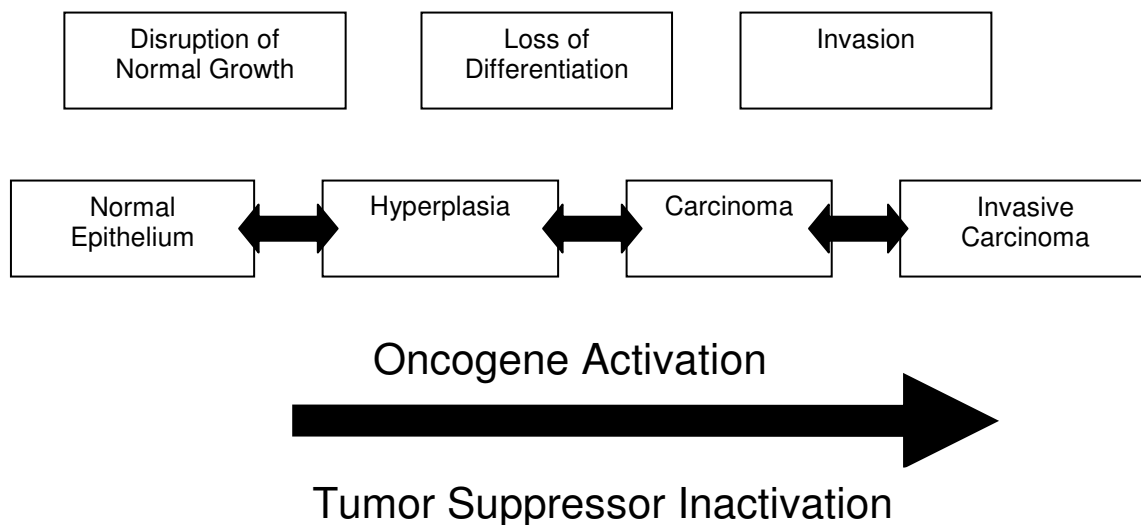 Disruption of
Normal Growth
Loss of
Differentiation
Invasion
Normal
Epithelium
Hyperplasia
Carcinoma
Invasive
Carcinoma
Oncogene Activation
Tumor Suppressor Inactivation